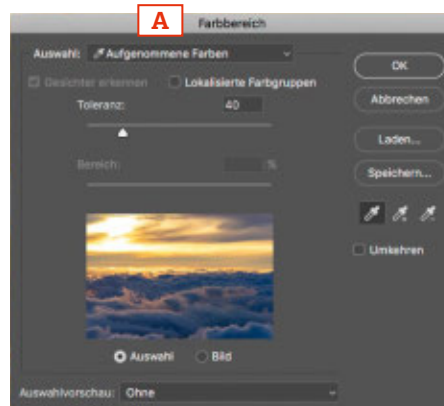 A
Farbbereich
Auswahl: Aufgenommene Farben
OK
Gesichter erkennen
Lokalisierte Farbgruppen
Toleranz: 40
Abbrechen
Laden...
Bereich: %
Speichern...
Umkehren
Auswahl Bild
Auswahlvorschau: Ohne